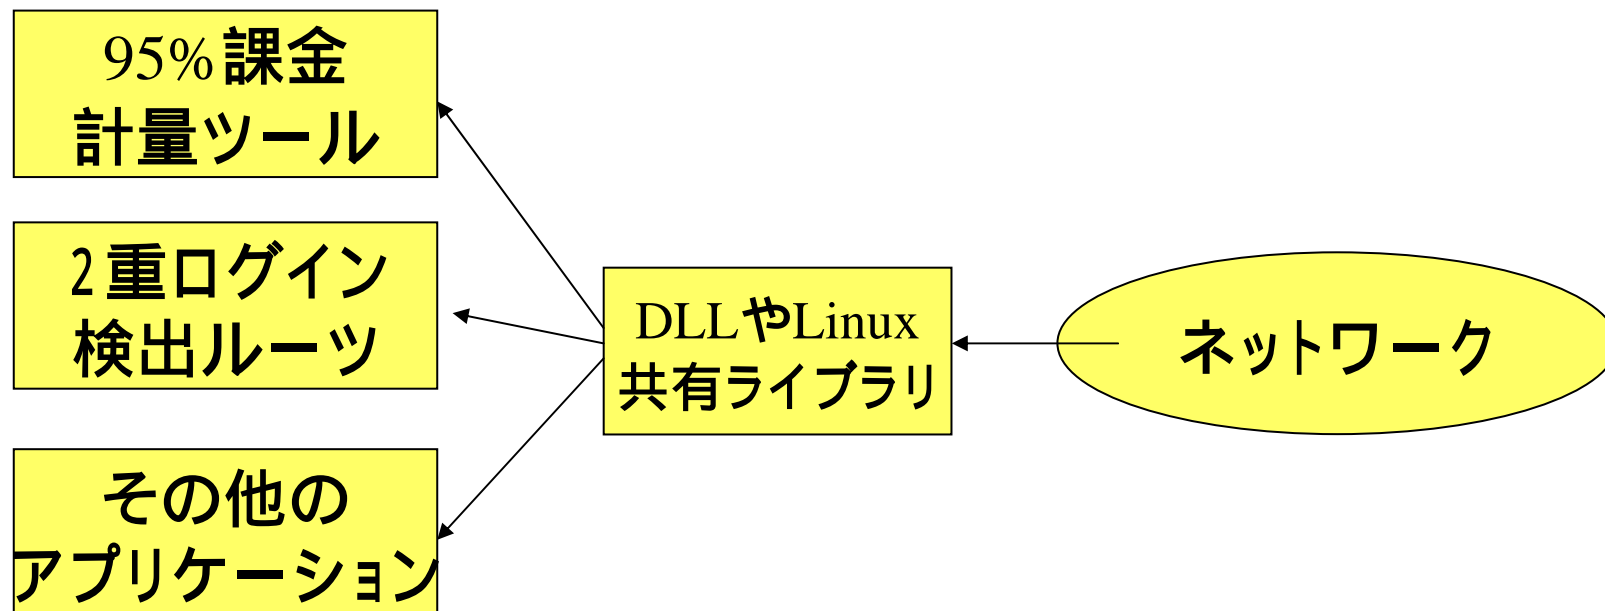 95%課金
計量ツール
2重ログイン
検出ルーツ
その他の
アプリケーション
DLLやLinux
共有ライブラリ
ネットワーク